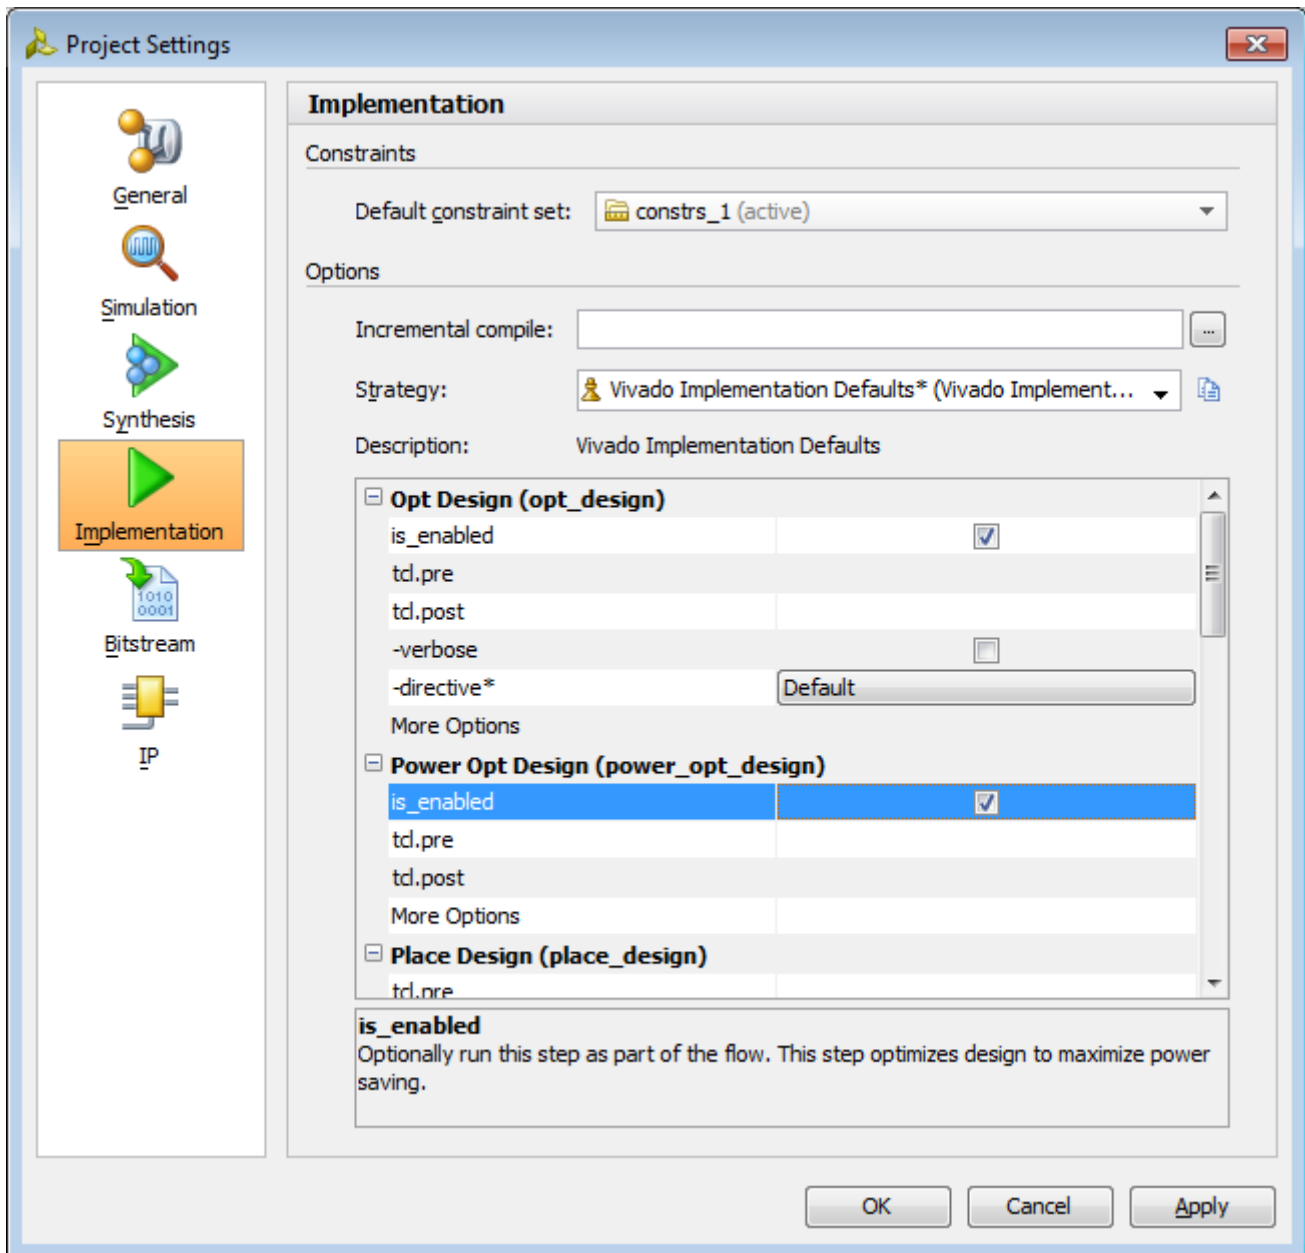 Project Settings
General
Simulation
Synthesis
Implementation
1010
0001
Bitstream
IP
Implementation
Constraints
Default constraint set: constrs_1 (active)
Options
Incremental compile: ...
Strategy: Vivado Implementation Defaults* (Vivado Implement...
Description: Vivado Implementation Defaults
Opt Design (opt_design)
is_enabled
tcl.pre
tcl.post
-verbose
-directive* Default
More Options
Power Opt Design (power_opt_design)
is_enabled
tcl.pre
tcl.post
More Options
Place Design (place_design)
tcl.pre
is_enabled
Optionally run this step as part of the flow. This step optimizes design to maximize power
saving.
OK Cancel Apply